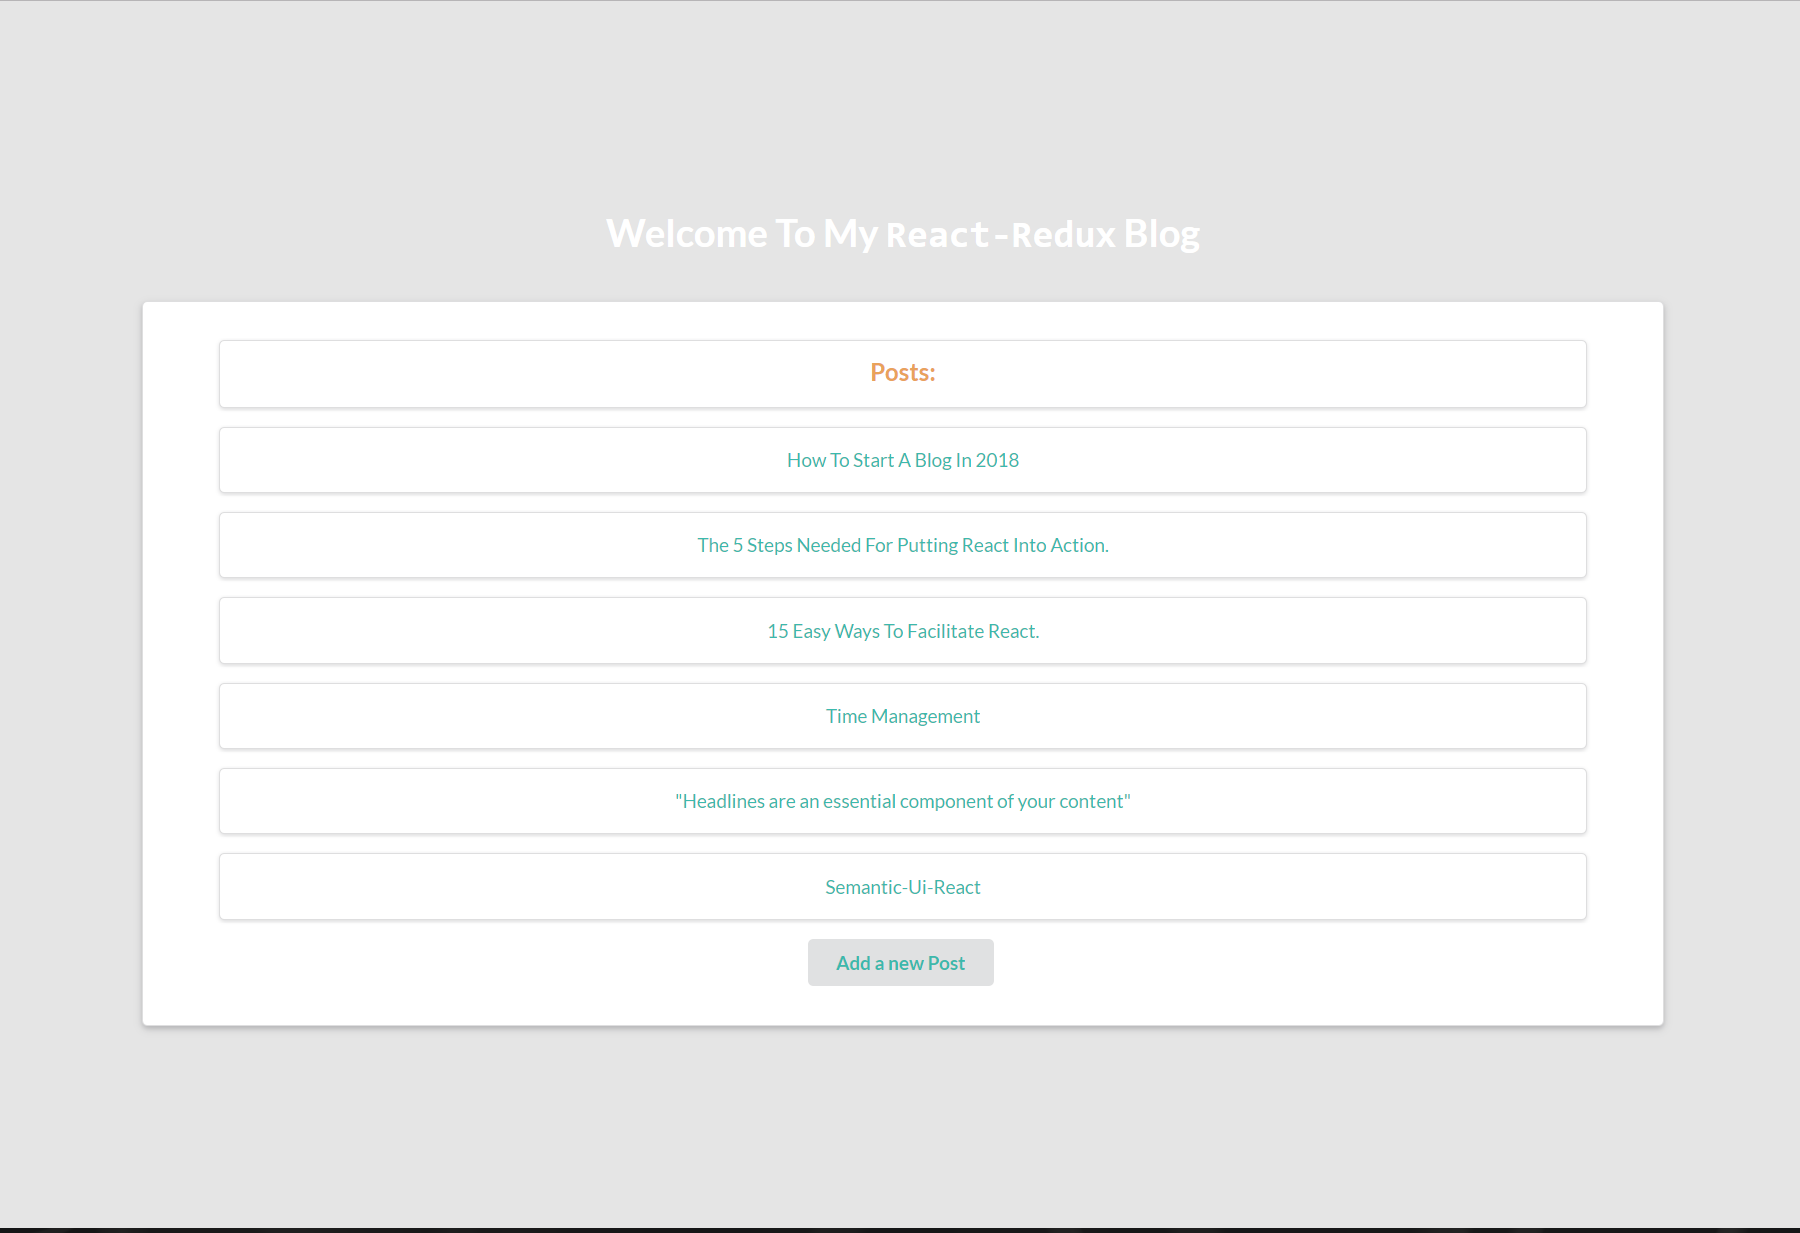 Welcome To My React-Redux Blog
Posts:
How To Start A Blog In 2018
The 5 Steps Needed For Putting React Into Action.
15 Easy Ways To Facilitate React.
Time Management
"Headlines are an essential component of your content"
Semantic-Ui-React
Add a new Post